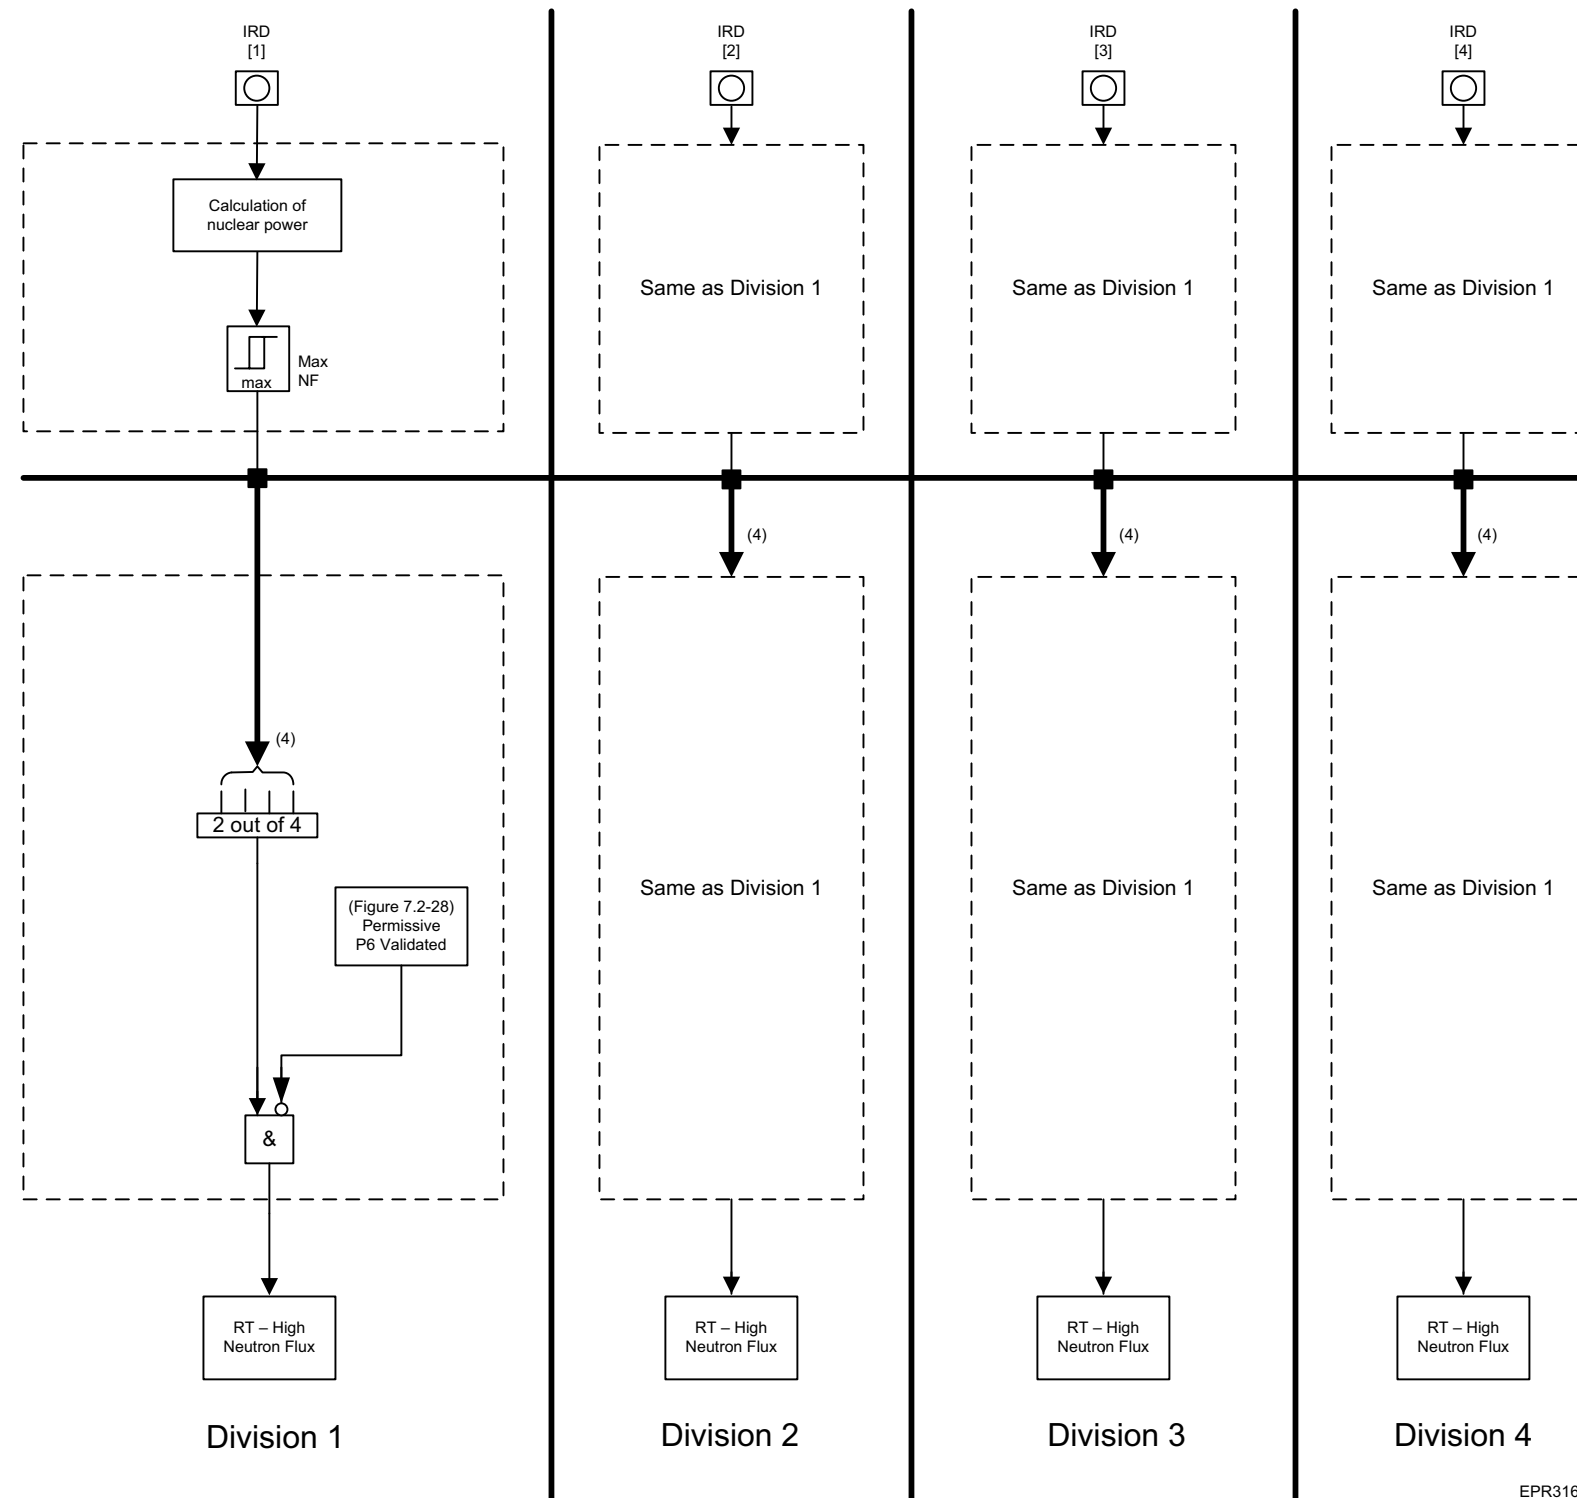 IRD
[1]
IRD
[2]
IRD
[3]
IRD
[4]
Calculation of
nuclear power
max
Max
NF
Same as Division 1
Same as Division 1
Same as Division 1
(4)
(4)
(4)
(4)
2 out of 4
(Figure 7.2-28)
Permissive
P6 Validated
&
Same as Division 1
Same as Division 1
Same as Division 1
RT – High
Neutron Flux
RT – High
Neutron Flux
RT – High
Neutron Flux
RT – High
Neutron Flux
Division 1
Division 2
Division 3
Division 4
EPR316